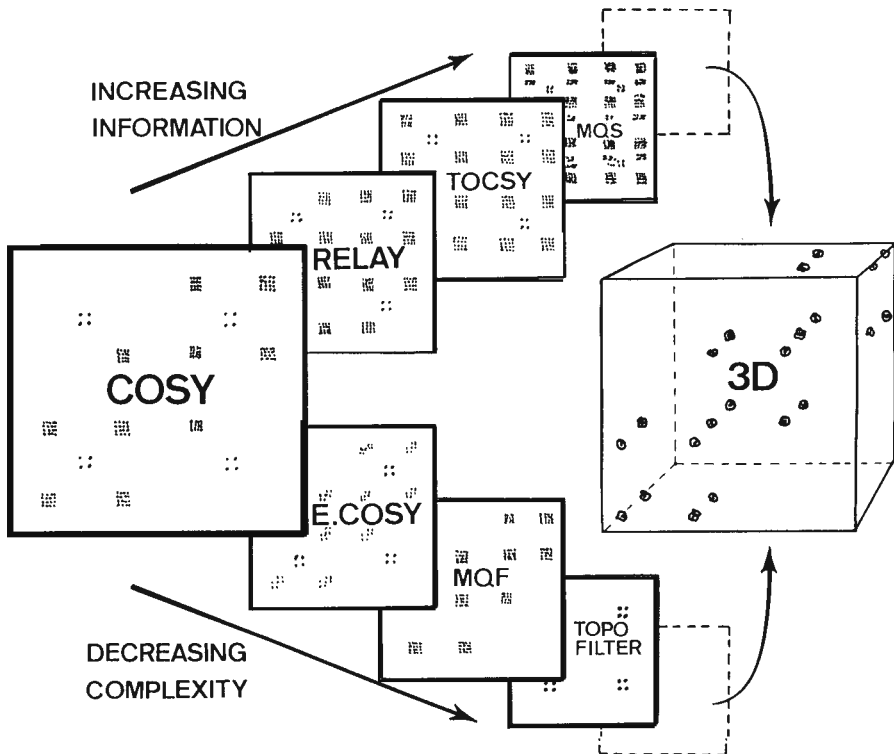 INCREASING
INFORMATION
MQS
TOCSY
RELAY
COSY
3D
E.COSY
MQF
TOPO
FILTER
DECREASING
COMPLEXITY